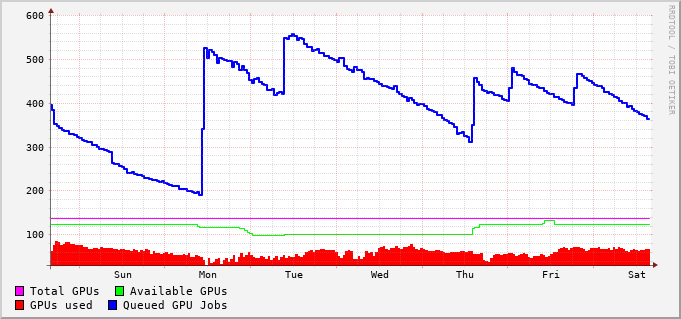 600
500
400
300
200
100
Sun Mon Tue Wed Thu Fri Sat
Total GPUs Available GPUs
GPUs used Queued GPU Jobs
RRDTOOL / TOBI OETIKER